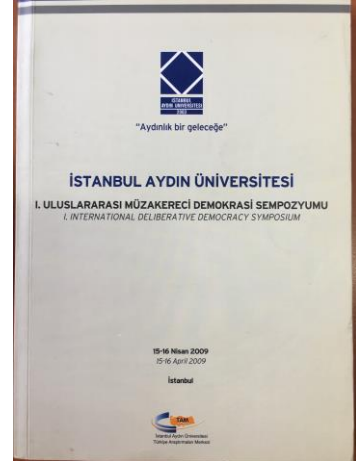 İSTANBUL
AYDIN ÜNİVERSİTESİ
2003
"Aydınlık bir geleceğe"
İSTANBUL AYDIN ÜNİVERSİTESİ
I. ULUSLARARASI MÜZAKERECİ DEMOKRASİ SEMPOZYUMU
I. INTERNATIONAL DELIBERATIVE DEMOCRACY SYMPOSIUM
15-16 Nisan 2009
15-16 April 2009
İstanbul
İstanbul Aydın Üniversitesi
Türkiye Araştırmaları Merkezi